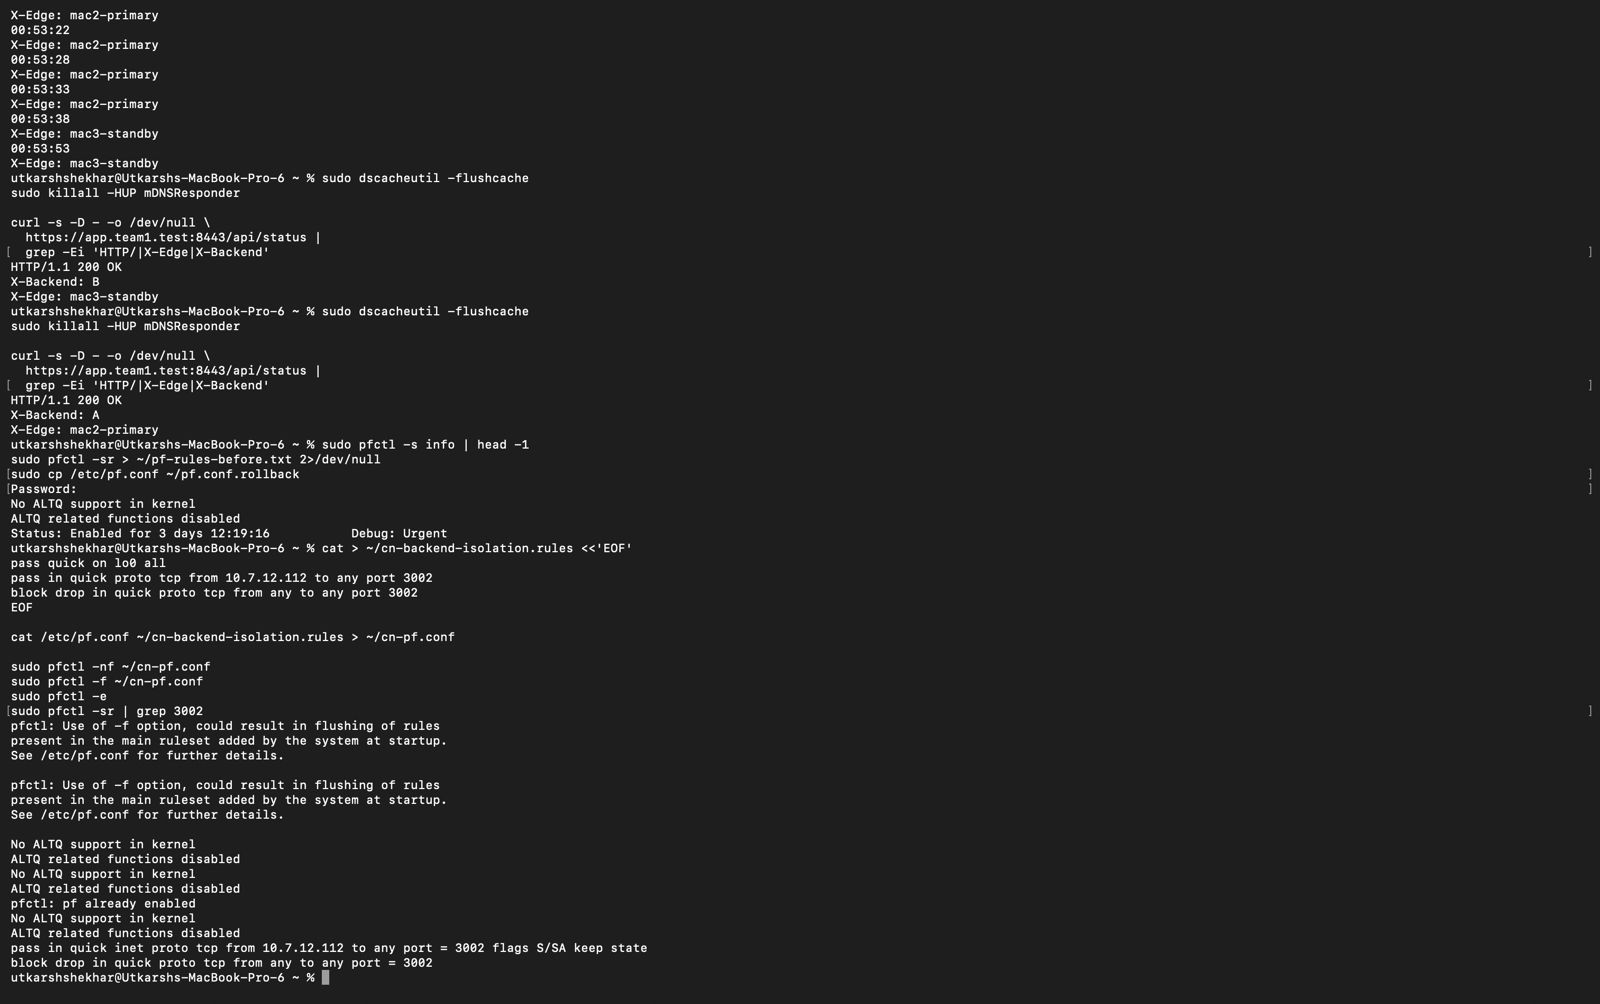 X-Edge: mac2-primary
00:53:22
X-Edge: mac2-primary
00:53:28
X-Edge: mac2-primary
00:53:33
X-Edge: mac2-primary
00:53:38
X-Edge: mac3-standby
00:53:53
X-Edge: mac3-standby
utkarshshekhar@Utkarshs-MacBook-Pro-6 ~ % sudo dscacheutil -flushcache
sudo killall -HUP mDNSResponder

curl -s -D - -o /dev/null \
  https://app.team1.test:8443/api/status |
[  grep -Ei 'HTTP/|X-Edge|X-Backend' ]
HTTP/1.1 200 OK
X-Backend: B
X-Edge: mac3-standby
utkarshshekhar@Utkarshs-MacBook-Pro-6 ~ % sudo dscacheutil -flushcache
sudo killall -HUP mDNSResponder

curl -s -D - -o /dev/null \
  https://app.team1.test:8443/api/status |
[  grep -Ei 'HTTP/|X-Edge|X-Backend' ]
HTTP/1.1 200 OK
X-Backend: A
X-Edge: mac2-primary
utkarshshekhar@Utkarshs-MacBook-Pro-6 ~ % sudo pfctl -s info | head -1
sudo pfctl -sr > ~/pf-rules-before.txt 2>/dev/null
[sudo cp /etc/pf.conf ~/pf.conf.rollback ]
[Password: ]
No ALTQ support in kernel
ALTQ related functions disabled
Status: Enabled for 3 days 12:19:16           Debug: Urgent
utkarshshekhar@Utkarshs-MacBook-Pro-6 ~ % cat > ~/cn-backend-isolation.rules <<'EOF'
pass quick on lo0 all
pass in quick proto tcp from 10.7.12.112 to any port 3002
block drop in quick proto tcp from any to any port 3002
EOF

cat /etc/pf.conf ~/cn-backend-isolation.rules > ~/cn-pf.conf

sudo pfctl -nf ~/cn-pf.conf
sudo pfctl -f ~/cn-pf.conf
sudo pfctl -e
[sudo pfctl -sr | grep 3002 ]
pfctl: Use of -f option, could result in flushing of rules
present in the main ruleset added by the system at startup.
See /etc/pf.conf for further details.

pfctl: Use of -f option, could result in flushing of rules
present in the main ruleset added by the system at startup.
See /etc/pf.conf for further details.

No ALTQ support in kernel
ALTQ related functions disabled
No ALTQ support in kernel
ALTQ related functions disabled
pfctl: pf already enabled
No ALTQ support in kernel
ALTQ related functions disabled
pass in quick inet proto tcp from 10.7.12.112 to any port = 3002 flags S/SA keep state
block drop in quick proto tcp from any to any port = 3002
utkarshshekhar@Utkarshs-MacBook-Pro-6 ~ %